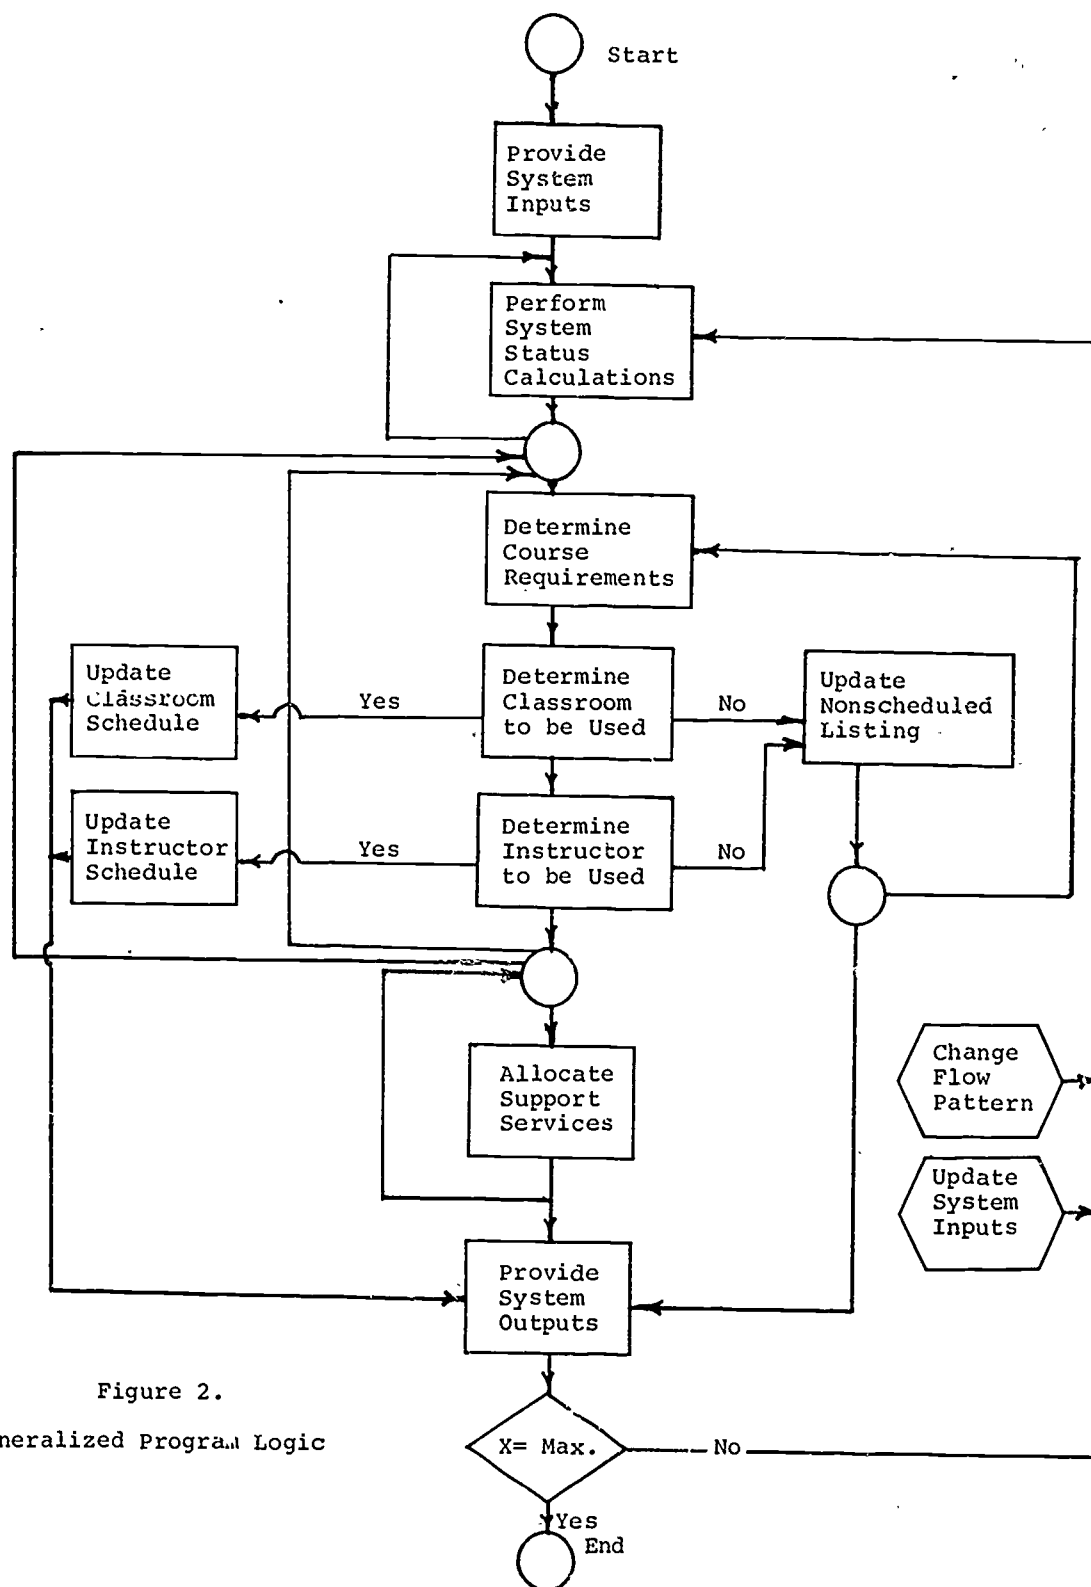 Start
Provide
System
Inputs
Perform
System
Status
Calculations
Determine
Course
Requirements
Update
Classroom
Schedule
Yes
Determine
Classroom
to be Used
No
Update
Nonscheduled
Listing
Update
Instructor
Schedule
Yes
Determine
Instructor
to be Used
No
Allocate
Support
Services
Change
Flow
Pattern
Update
System
Inputs
Provide
System
Outputs
Figure 2.
neralized Program Logic
X= Max.
No
Yes
End